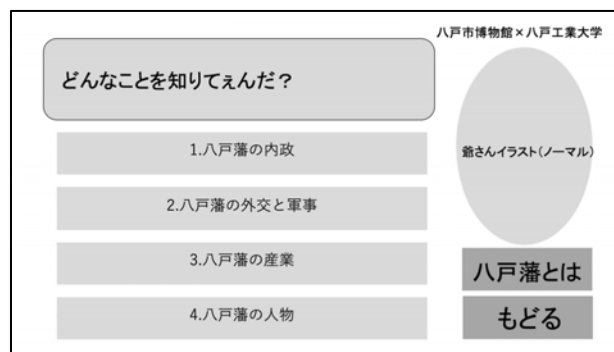 八戸市博物館×八戸工業大学
どんなことを知りてぇんだ？
1.八戸藩の内政
2.八戸藩の外交と軍事
3.八戸藩の産業
4.八戸藩の人物
爺さんイラスト(ノーマル)
八戸藩とは
もどる